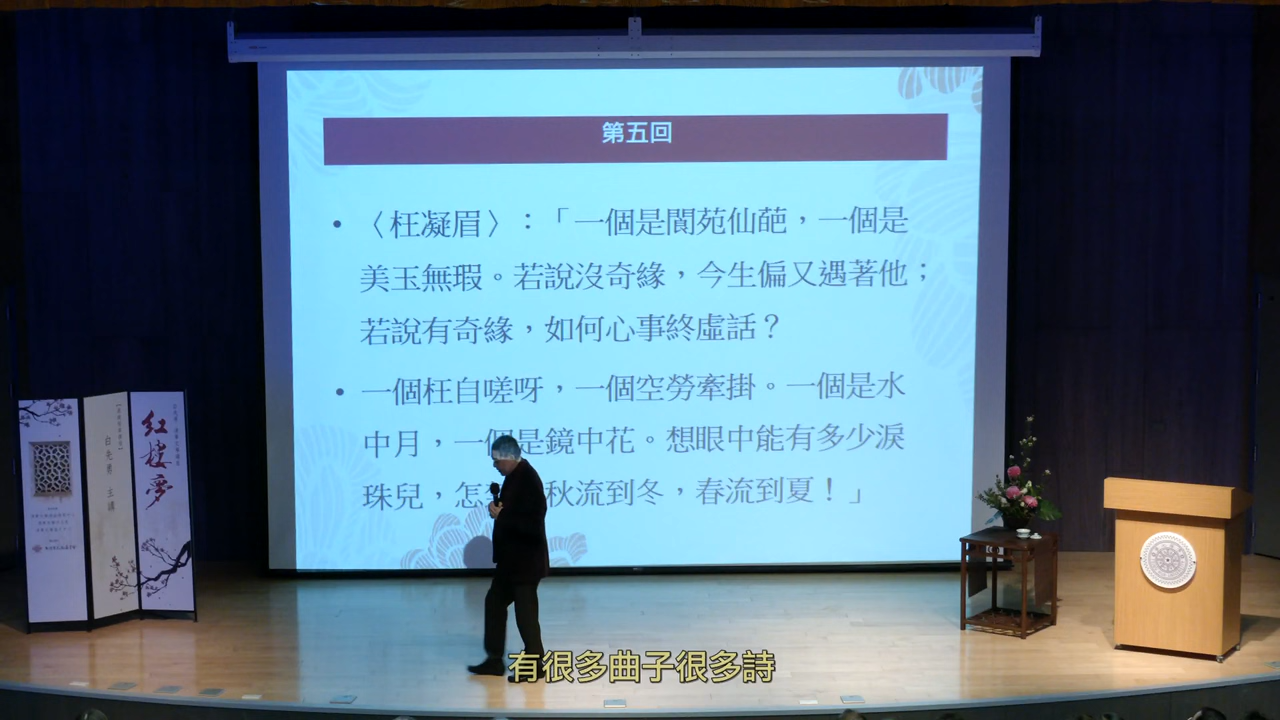 第五回
•〈枉凝眉〉：「一個是閬苑仙葩，一個是
美玉無瑕。若說沒奇緣，今生偏又遇著他；
若說有奇緣，如何心事終虛話？
•一個枉自嗟呀，一個空勞牽掛。一個是水
中月，一個是鏡中花。想眼中能有多少淚
珠兒，怎秋流到冬，春流到夏！」
紅樓夢
白先勇 主講
有很多曲子很多詩